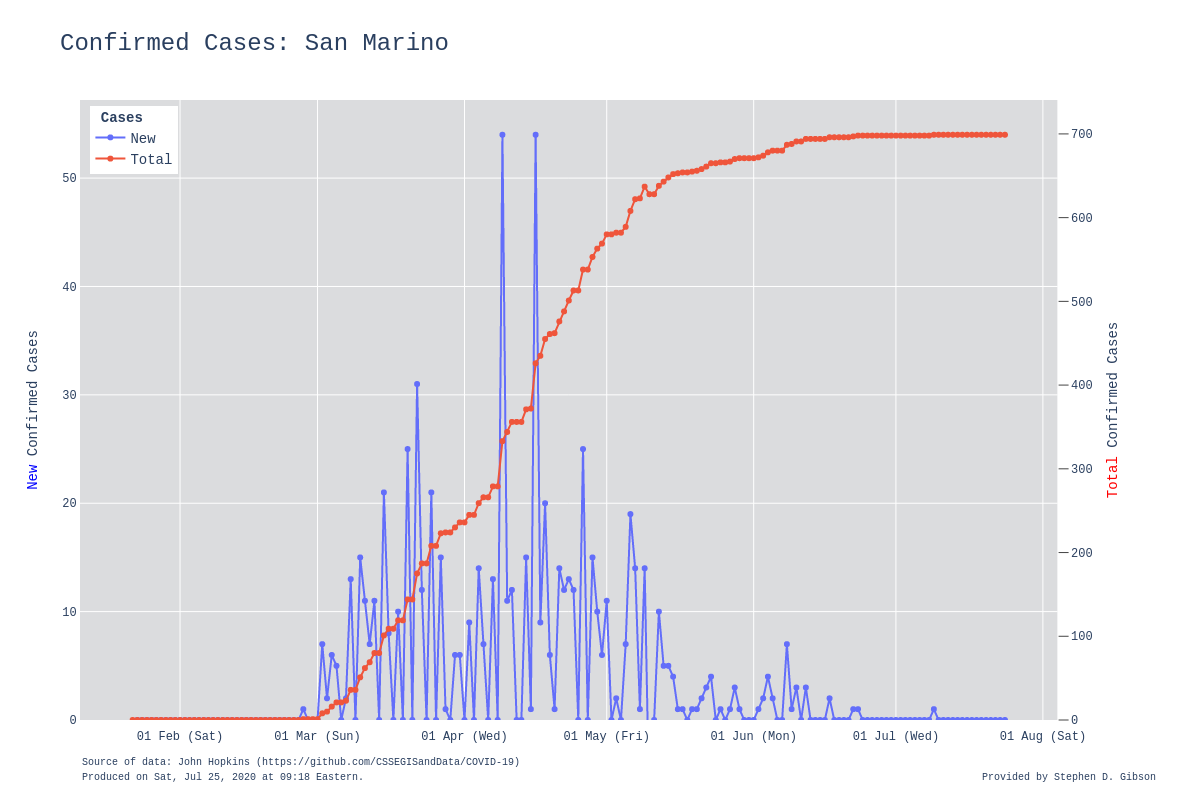 Confirmed Cases: San Marino
Cases
New
Total
50
40
30
20
10
0
700
600
500
400
300
200
100
0
New Confirmed Cases
Total Confirmed Cases
01 Feb (Sat) 01 Mar (Sun) 01 Apr (Wed) 01 May (Fri) 01 Jun (Mon) 01 Jul (Wed) 01 Aug (Sat)
Source of data: John Hopkins (https://github.com/CSSEGISandData/COVID-19)
Produced on Sat, Jul 25, 2020 at 09:18 Eastern.
Provided by Stephen D. Gibson